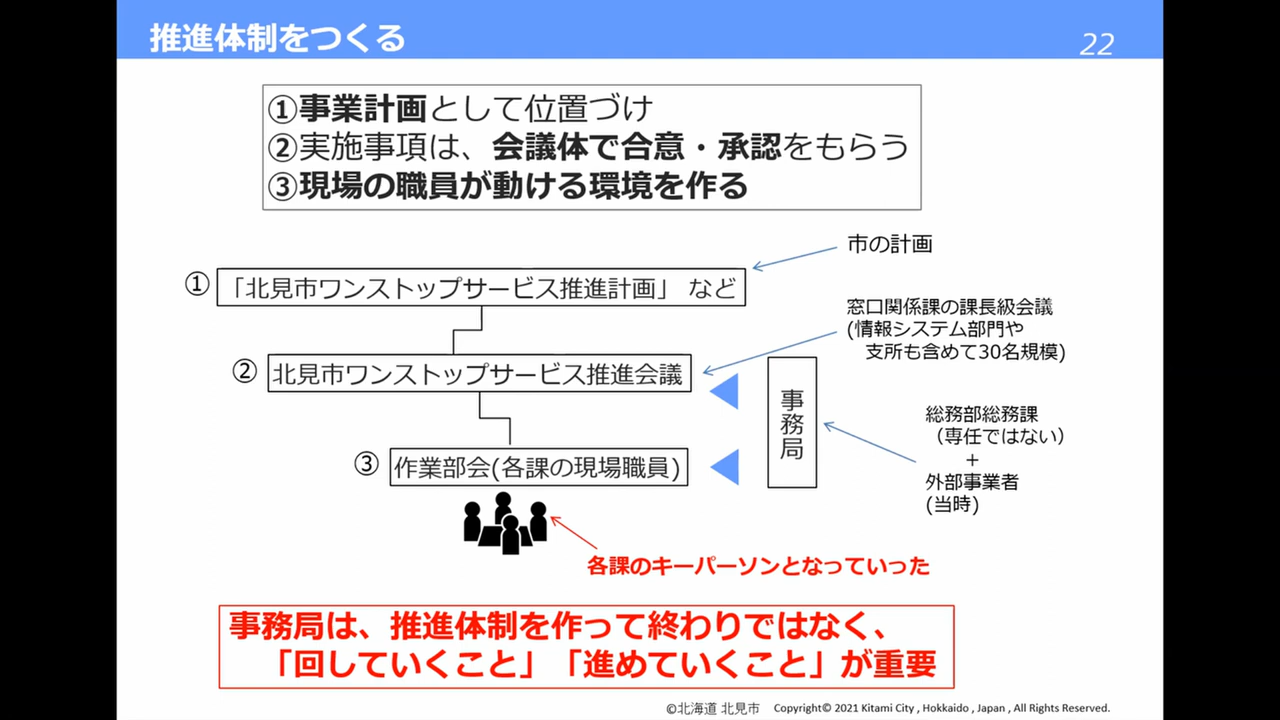 推進体制をつくる
22
①事業計画として位置づけ
②実施事項は、会議体で合意・承認をもらう
③現場の職員が動ける環境を作る
市の計画
①
「北見市ワンストップサービス推進計画」 など
窓口関係課の課長級会議
(情報システム部門や
支所も含めて30名規模)
②
北見市ワンストップサービス推進会議
事務局
総務部総務課
（専任ではない）
+
外部事業者
(当時)
③
作業部会(各課の現場職員)
各課のキーパーソンとなっていった
事務局は、推進体制を作って終わりではなく、
「回していくこと」「進めていくこと」が重要
©北海道 北見市 Copyright© 2021 Kitami City , Hokkaido , Japan , All Rights Reserved.